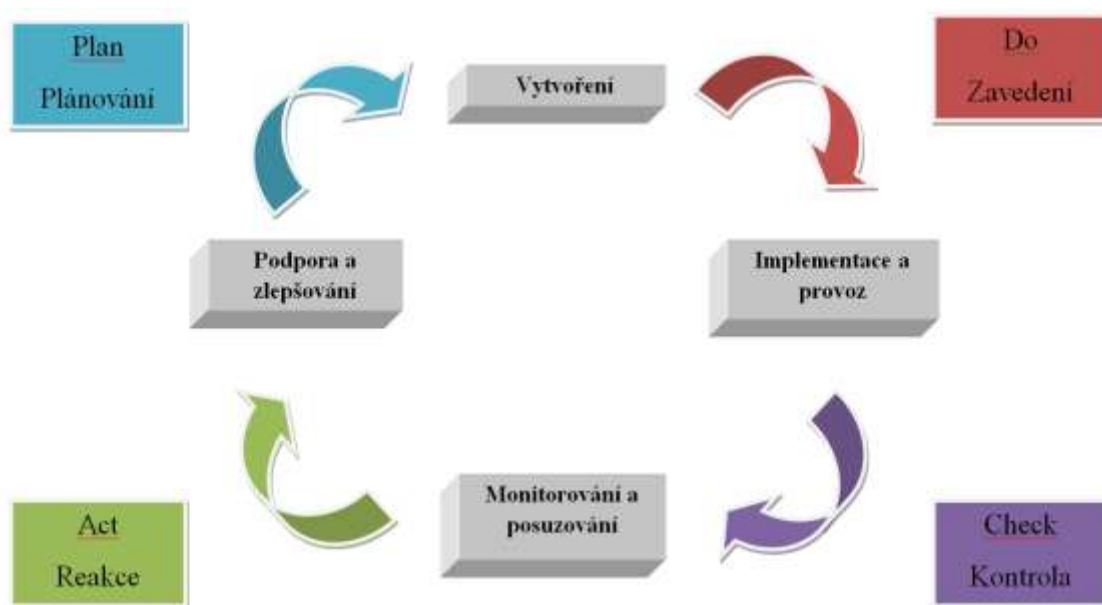 Plan
Plánování
Vytvoření
Do
Zavedení
Podpora a
zlepšování
Implementace a
provoz
Act
Reakce
Monitorování a
posuzování
Check
Kontrola